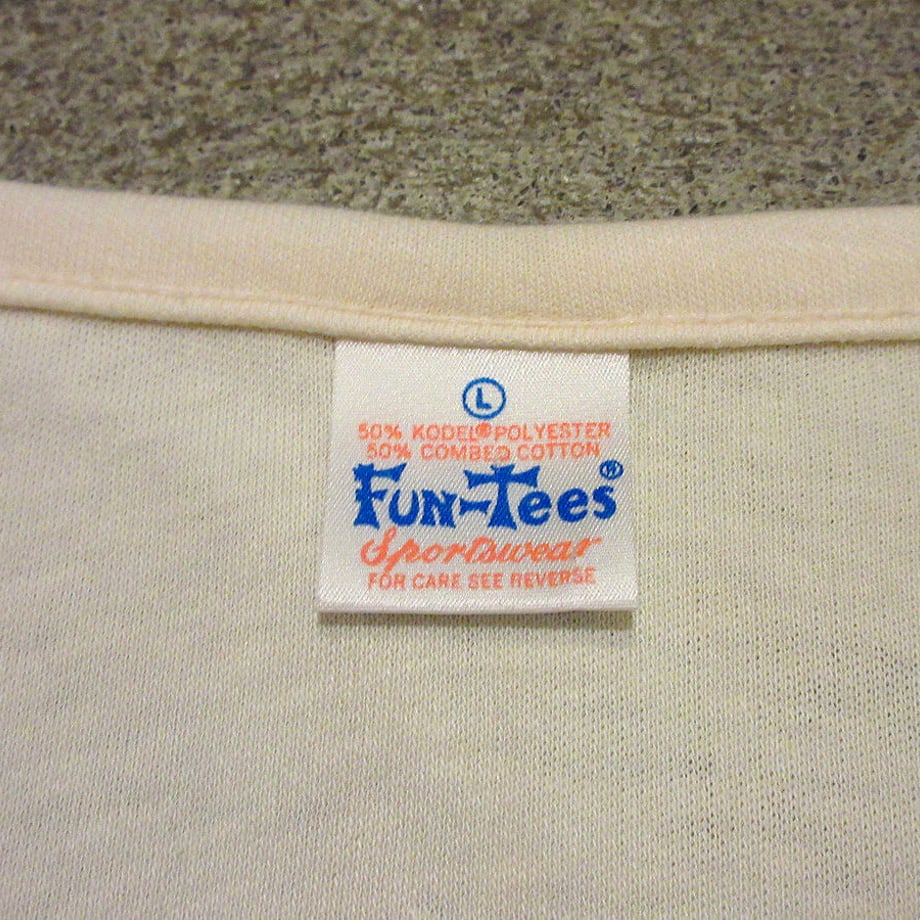 L
50% KODEL® POLYESTER
50% COMBED COTTON
FUN-Tees®
Sportswear
FOR CARE SEE REVERSE